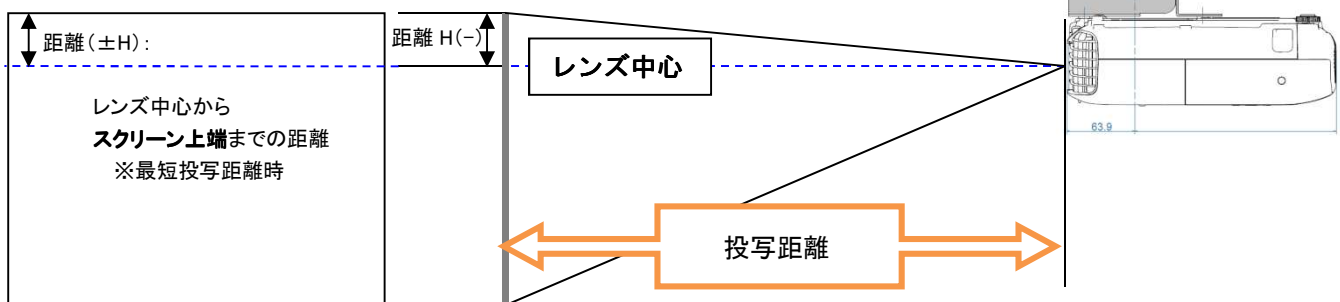 距離(±H):
レンズ中心から
スクリーン上端までの距離
※最短投写距離時
距離 H(-)
レンズ中心
投写距離
63.9